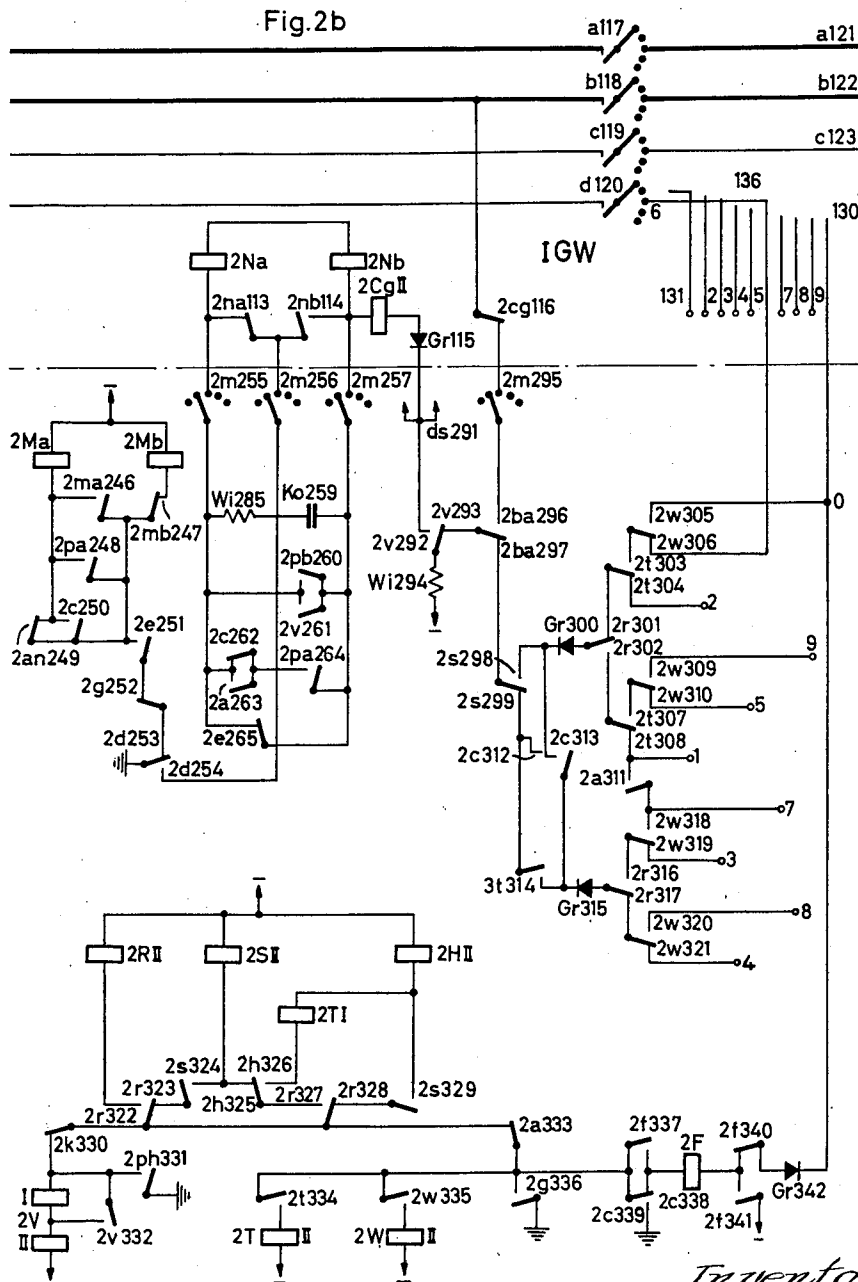 Fig.2b
a117 a121
b118 b122
c119 c123
d120 6 136 130
IGW
2Na 2Nb
2CgII
131 2 3 4 5 7 8 9
2na113 2nb114 2cg116
Gr115
2m255 2m256 2m257 2m295
ds291
2Ma 2Mb
2ma246
Wi285 Ko259
2mb247
2v293 2ba296
2v292 2ba297
0
2w305
2w306
2pa248
2pb260
Wi294
2t303
2t304
2
2v261
2c250 2e251
2c262
Gr300 2r301
2r302
9
2an249
2pa264
2s298
2w309
2a263
2s299
2w310
5
2g252
2t307
2e265
2c313
2t308
2d253
2c312
2a311
1
2d254
2w318
7
2w319
3
3t314
2r316
2r317
Gr315
2w320
8
2RII 2SII 2HII
2w321
4
2TI
2s324 2h326
2r323 2r327 2r328 2s329
2h325
2r322
2k330
2a333 2f337 2F 2f340
2ph331
Gr342
I
2t334 2w335 2g336 2c338
2V
2v332
2c339 2f341
II
2T II 2W II
Invento